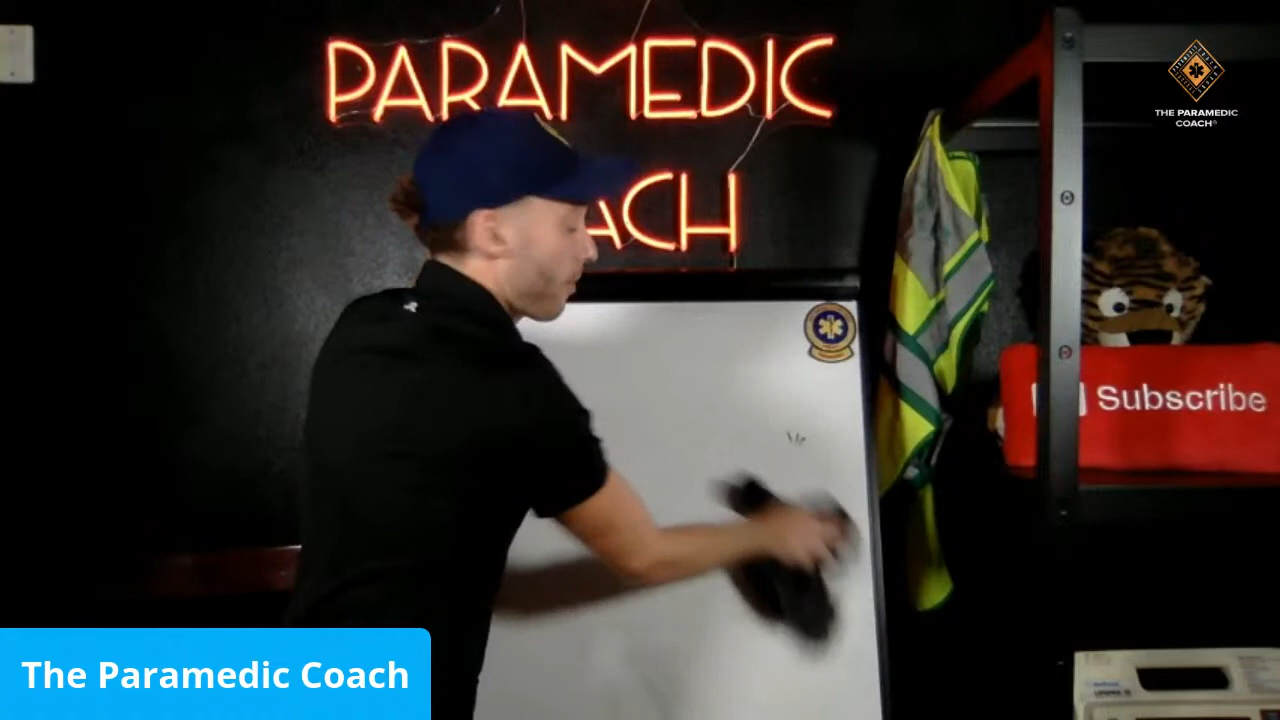 PARAMEDIC
ACH
THE PARAMEDIC
COACH®
Subscribe
The Paramedic Coach